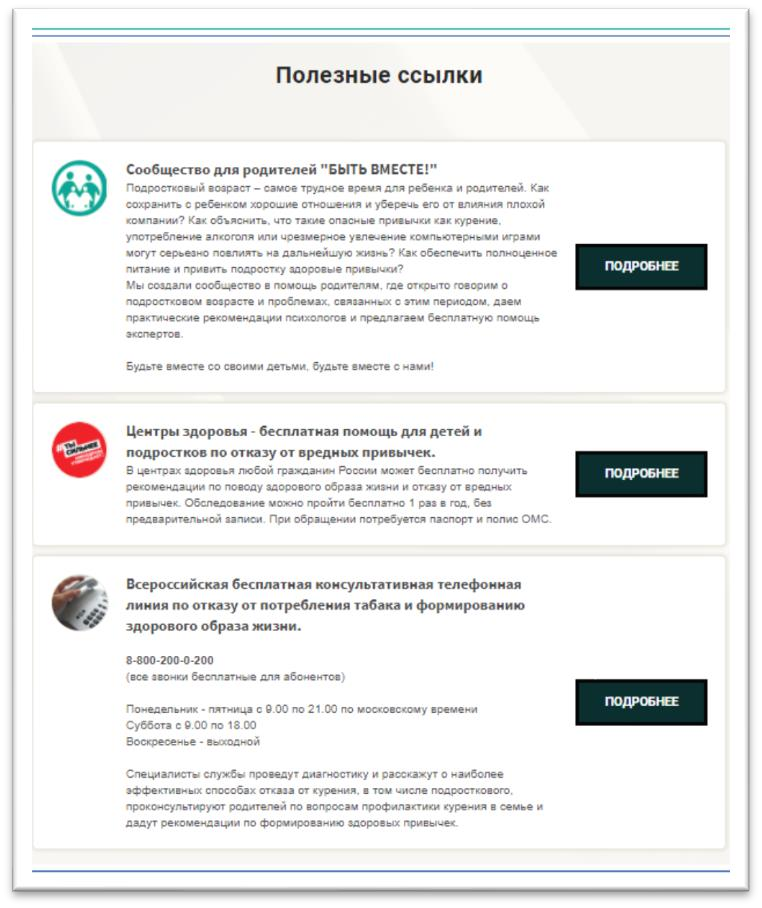 Полезные ссылки
Сообщество для родителей "БЫТЬ ВМЕСТЕ!"
Подростковый возраст – самое трудное время для ребенка и родителей. Как
сохранить с ребенком хорошие отношения и уберечь его от влияния плохой
компании? Как объяснить, что такие опасные привычки как курение,
употребление алкоголя или чрезмерное увлечение компьютерными играми
могут серьезно повлиять на дальнейшую жизнь? Как обеспечить полноценное
питание и привить подростку здоровые привычки?
Мы создали сообщество в помощь родителям, где открыто говорим о
подростковом возрасте и проблемах, связанных с этим периодом, даем
практические рекомендации психологов и предлагаем бесплатную помощь
экспертов.
Будьте вместе со своими детьми, будьте вместе с нами!
ПОДРОБНЕЕ
ТЫ
СИЛЬНЕЕ
Центры здоровья - бесплатная помощь для детей и
подростков по отказу от вредных привычек.
В центрах здоровья любой гражданин России может бесплатно получить
рекомендации по поводу здорового образа жизни и отказу от вредных
привычек. Обследование можно пройти бесплатно 1 раз в год, без
предварительной записи. При обращении потребуется паспорт и полис ОМС.
ПОДРОБНЕЕ
Всероссийская бесплатная консультативная телефонная
линия по отказу от потребления табака и формированию
здорового образа жизни.
8-800-200-0-200
(все звонки бесплатные для абонентов)
Понедельник - пятница с 9.00 по 21.00 по московскому времени
Суббота с 9.00 по 18.00
Воскресенье - выходной
Специалисты службы проведут диагностику и расскажут о наиболее
эффективных способах отказа от курения, в том числе подросткового,
проконсультируют родителей по вопросам профилактики курения в семье и
дадут рекомендации по формированию здоровых привычек.
ПОДРОБНЕЕ